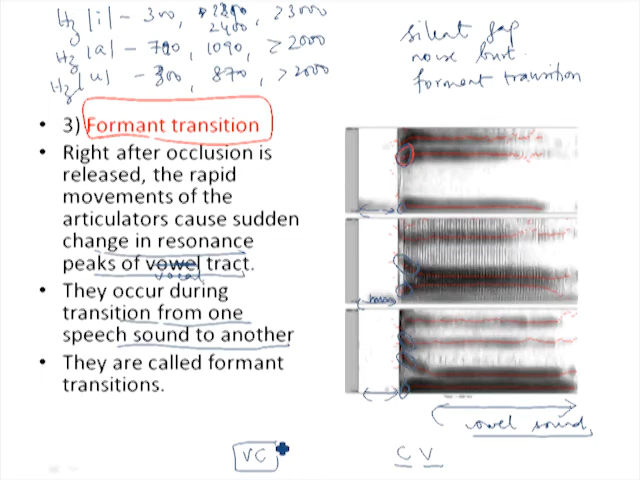 Hz |i| - 300, 2290, >3000
2400
Hz |a| - 700, 1090, ≥ 2000
Hz |u| - 300, 870, >2000
silent gap
noise burst
forment transition
• 3) Formant transition
• Right after occlusion is
released, the rapid
movements of the
articulators cause sudden
change in resonance
peaks of vowel tract.
vocal
• They occur during
transition from one
speech sound to another
• They are called formant
transitions.
vowel sound
VC
C V